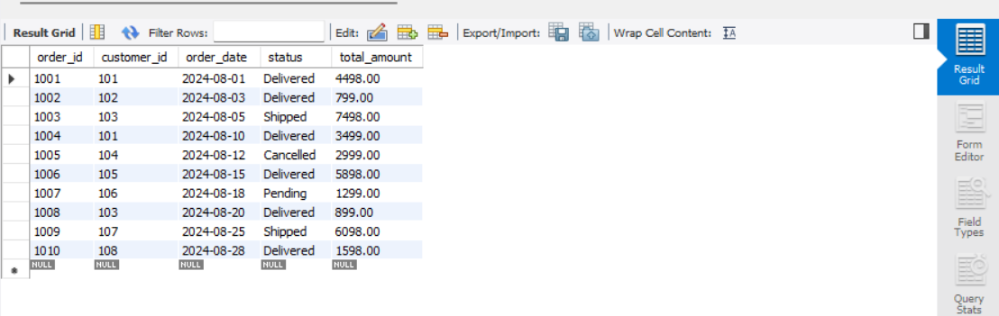 Result Grid Filter Rows: Edit: Export/Import: Wrap Cell Content: IA
order_id customer_id order_date status total_amount
1001 101 2024-08-01 Delivered 4498.00
1002 102 2024-08-03 Delivered 799.00
1003 103 2024-08-05 Shipped 7498.00
1004 101 2024-08-10 Delivered 3499.00
1005 104 2024-08-12 Cancelled 2999.00
1006 105 2024-08-15 Delivered 5898.00
1007 106 2024-08-18 Pending 1299.00
1008 103 2024-08-20 Delivered 899.00
1009 107 2024-08-25 Shipped 6098.00
1010 108 2024-08-28 Delivered 1598.00
NULL NULL NULL NULL NULL
Result
Grid
Form
Editor
Field
Types
Query
Stats